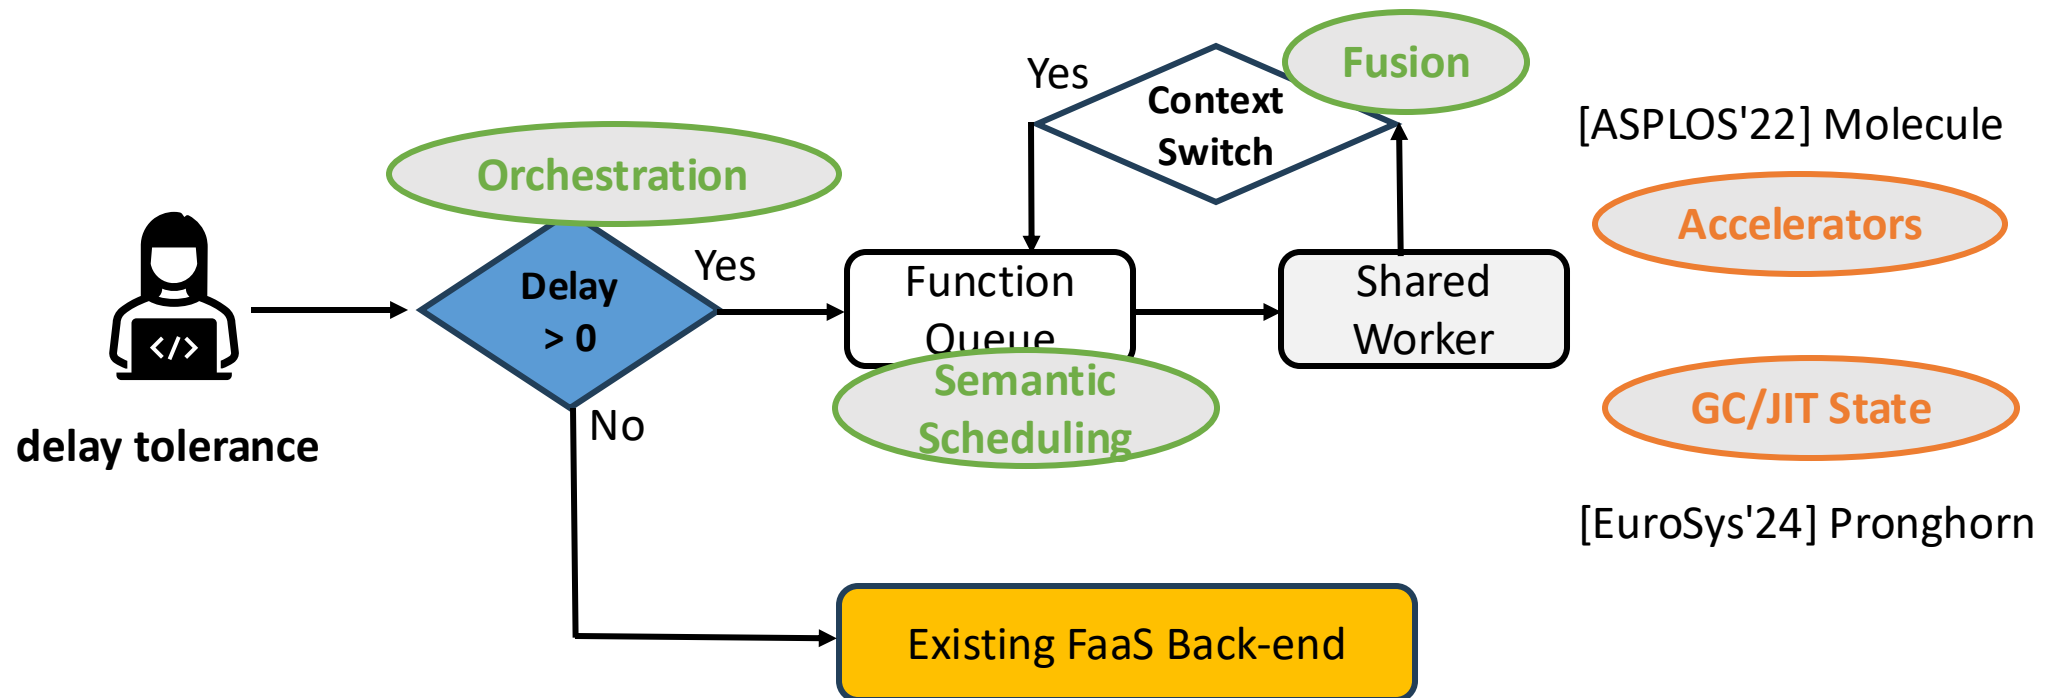 Fusion
Yes
Context
Switch
[ASPLOS'22] Molecule
Orchestration
Accelerators
Delay
> 0
Yes
Function
Queue
Shared
Worker
</>
Semantic
Scheduling
GC/JIT State
No
delay tolerance
[EuroSys'24] Pronghorn
Existing FaaS Back-end